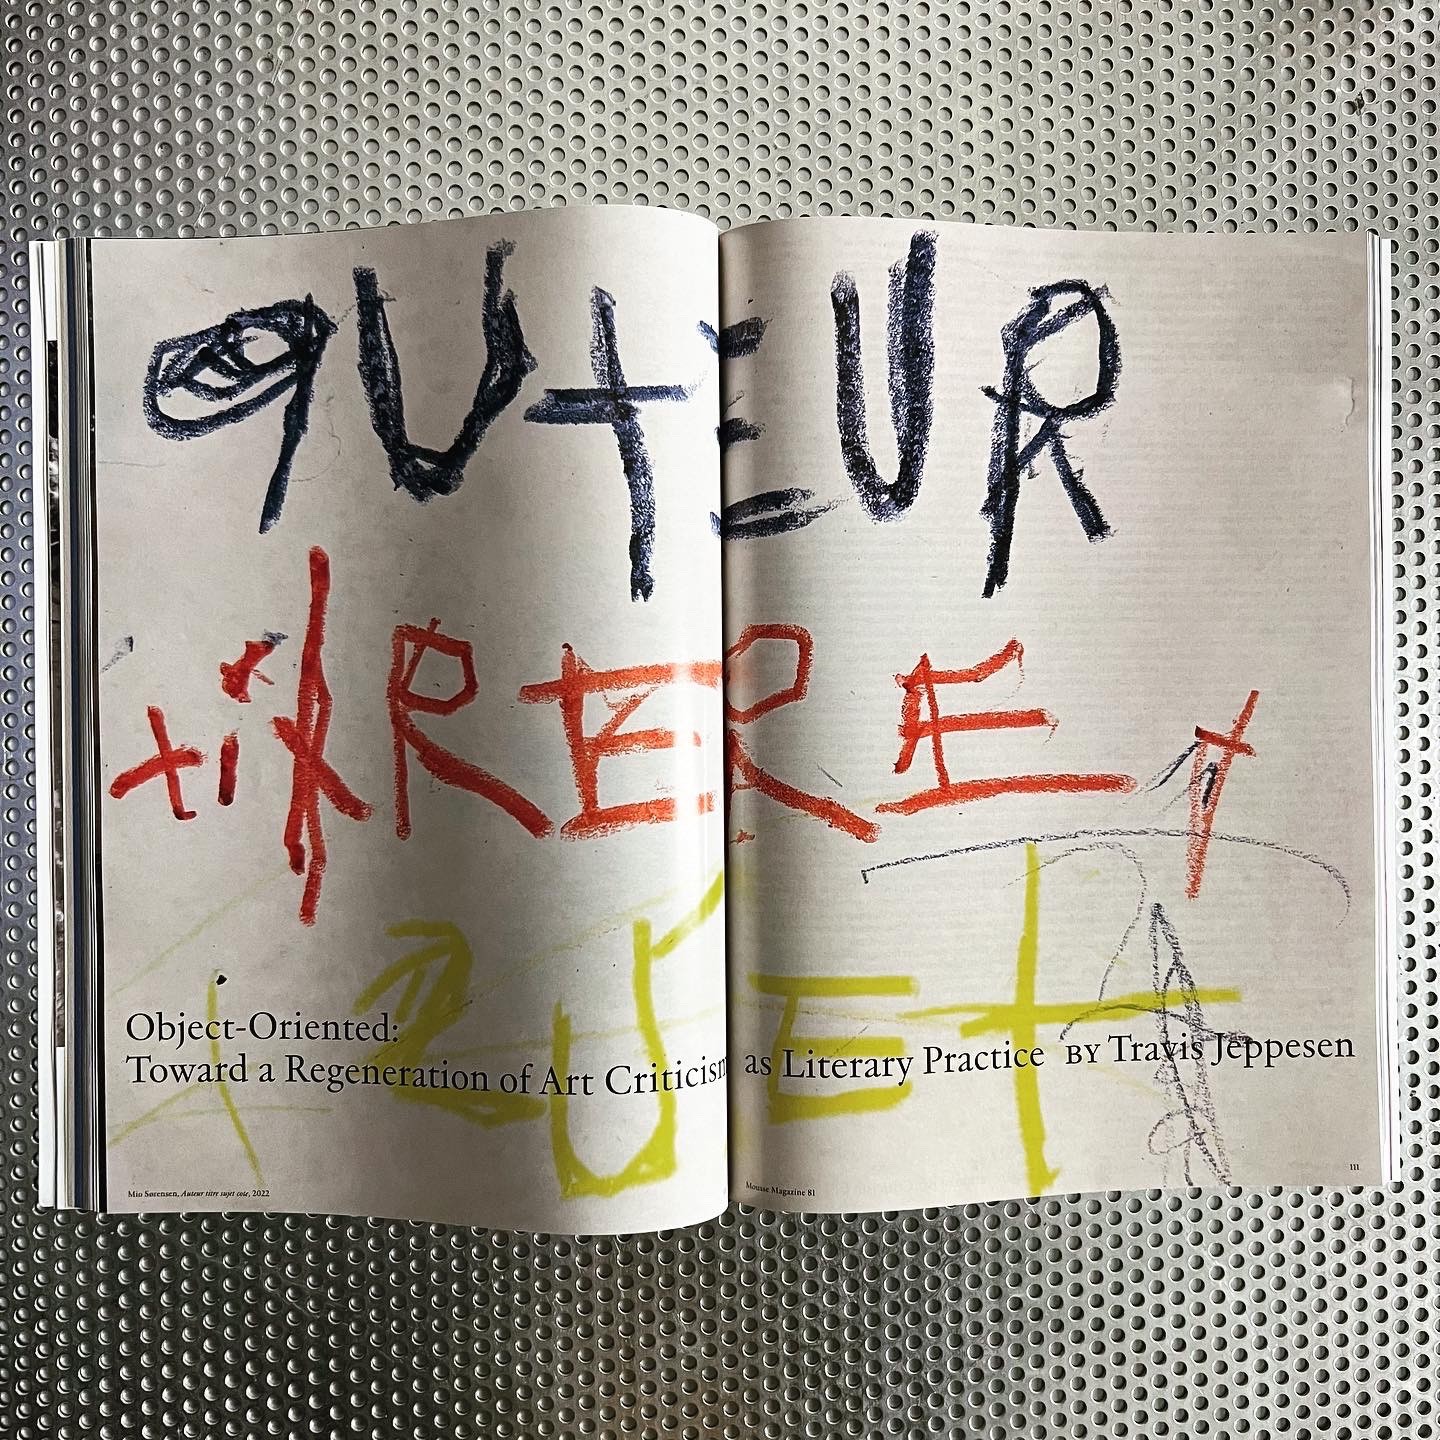 aUtEUR
Object-Oriented:
Toward a Regeneration of Art Criticism as Literary Practice BY Travis Jeppesen
Mio Sørensen, Auteur titre sujet cote, 2022
Mousse Magazine 81
111